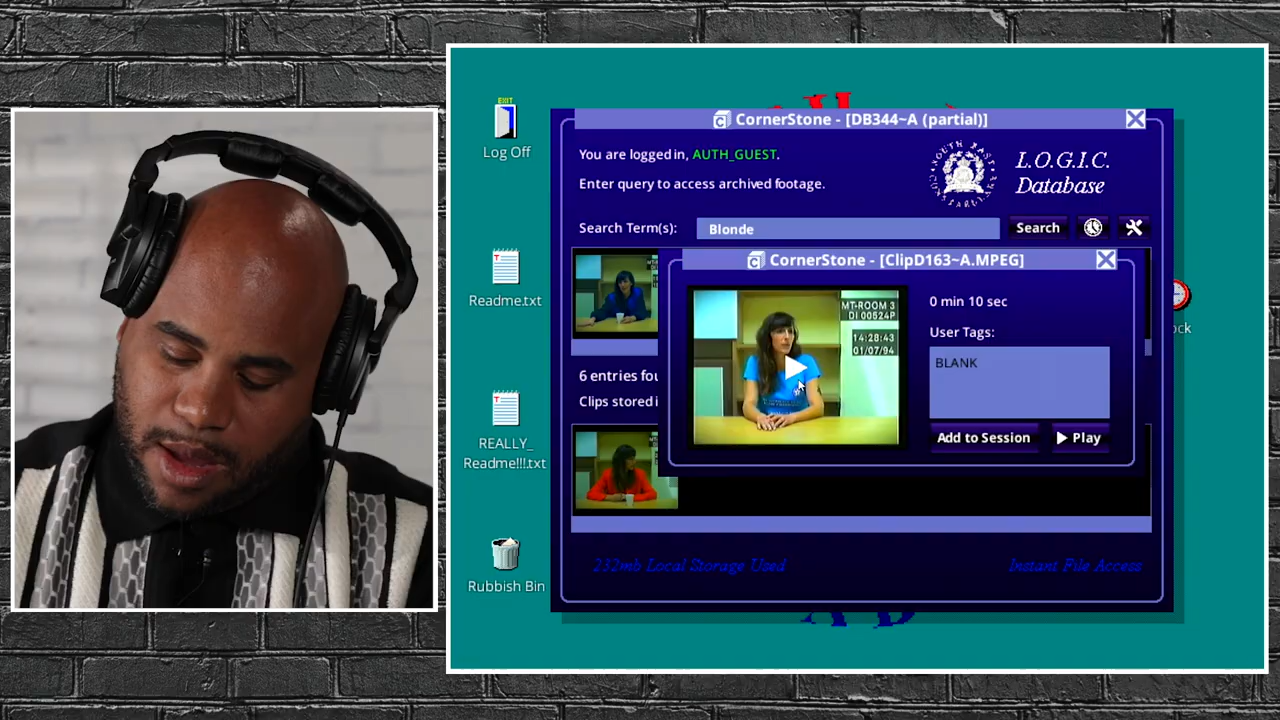 EXIT
Log Off
Readme.txt
REALLY_
Readme!!!.txt
Rubbish Bin
CornerStone - [DB344~A (partial)]
You are logged in, AUTH_GUEST.
Enter query to access archived footage.
L.O.G.I.C.
Database
Search Term(s):
Blonde
Search
CornerStone - [ClipD163~A.MPEG]
MT-ROOM 3
DI 00524P
14:28:43
01/07/94
0 min 10 sec
User Tags:
BLANK
Add to Session
Play
6 entries fou
Clips stored i
232mb Local Storage Used
Instant File Access
ock